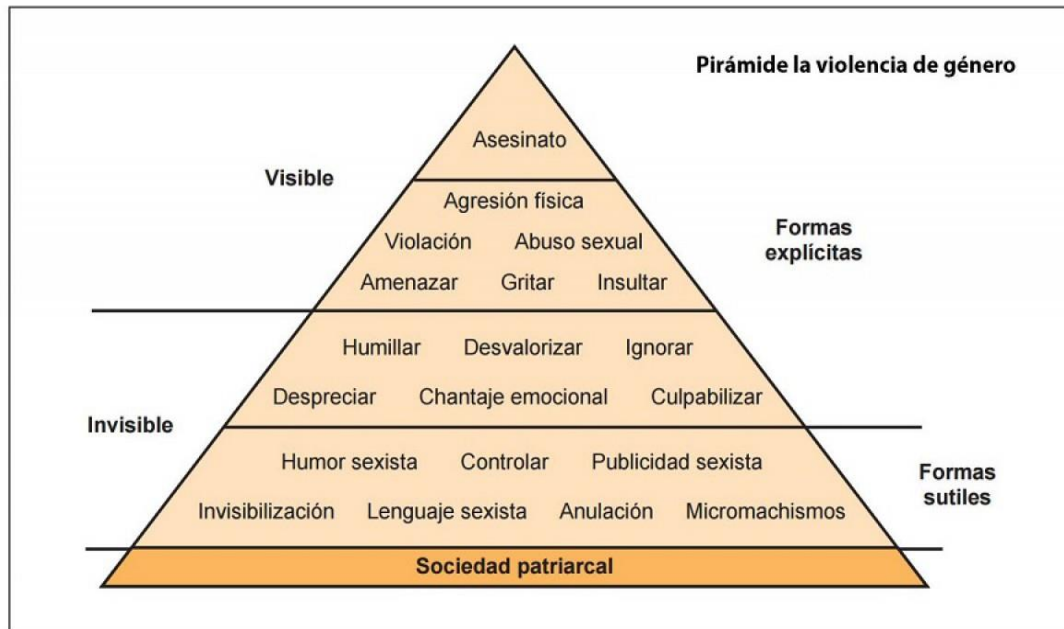 Pirámide la violencia de género
Asesinato
Visible
Agresión física
Violación Abuso sexual
Formas
explícitas
Amenazar Gritar Insultar
Humillar Desvalorizar Ignorar
Despreciar Chantaje emocional Culpabilizar
Invisible
Humor sexista Controlar Publicidad sexista
Formas
sutiles
Invisibilización Lenguaje sexista Anulación Micromachismos
Sociedad patriarcal